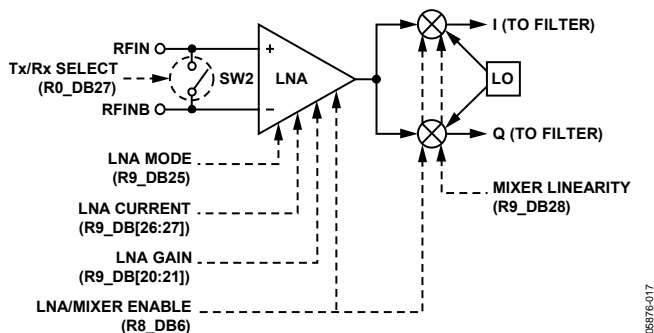 RFIN
+
I (TO FILTER)
Tx/Rx SELECT
(R0_DB27)
SW2
LNA
LO
RFINB
–
Q (TO FILTER)
LNA MODE
(R9_DB25)
MIXER LINEARITY
(R9_DB28)
LNA CURRENT
(R9_DB[26:27])
LNA GAIN
(R9_DB[20:21])
LNA/MIXER ENABLE
(R8_DB6)
05876-017